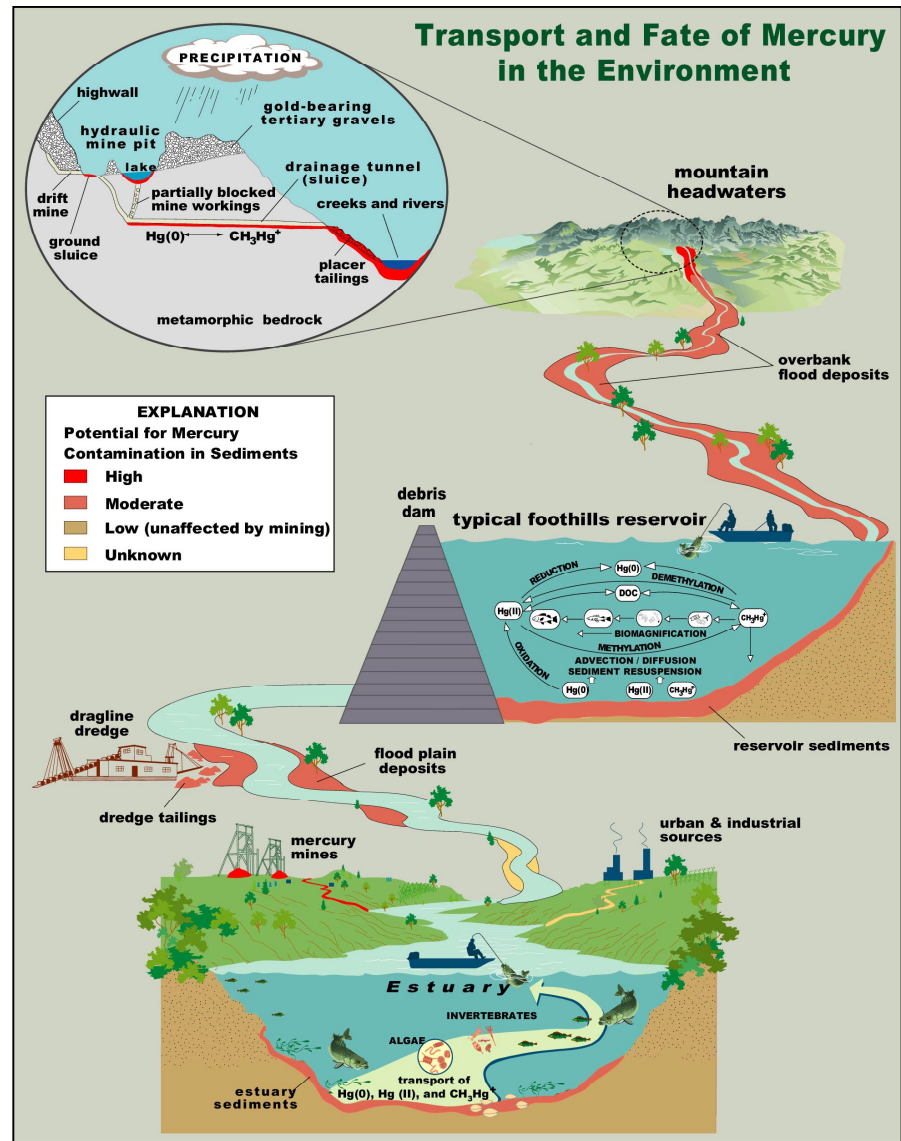 Transport and Fate of Mercury
in the Environment
PRECIPITATION
highwall
hydraulic
mine pit
gold-bearing
tertiary gravels
lake
drainage tunnel
(sluice)
drift
mine
partially blocked
mine workings
creeks and rivers
ground
sluice
Hg(0) CH3Hg+
placer
tailings
metamorphic bedrock
mountain
headwaters
overbank
flood deposits
EXPLANATION
Potential for Mercury
Contamination in Sediments
High
Moderate
Low (unaffected by mining)
Unknown
debris
dam
typical foothills reservoir
REDUCTION
Hg(0)
DEMETHYLATION
DOC
Hg(II)
CH3Hg+
BIOMAGNIFICATION
METHYLATION
OXIDATION
ADVECTION / DIFFUSION
SEDIMENT RESUSPENSION
Hg(0) Hg(II) CH3Hg+
reservoir sediments
dragline
dredge
flood plain
deposits
dredge tailings
mercury
mines
urban & industrial
sources
Estuary
INVERTEBRATES
ALGAE
transport of
Hg(0), Hg (II), and CH3Hg+
estuary
sediments